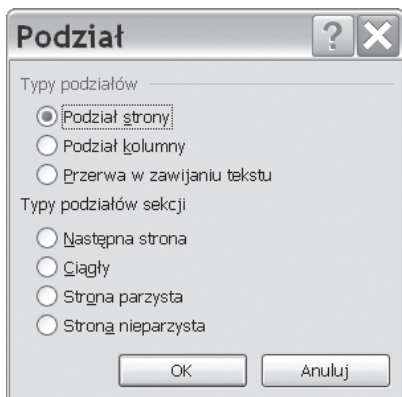 Podział
Typy podziałów
Podział strony
Podział kolumny
Przerwa w zawijaniu tekstu
Typy podziałów sekcji
Następna strona
Ciągły
Strona parzysta
Strona nieparzysta
OK Anuluj